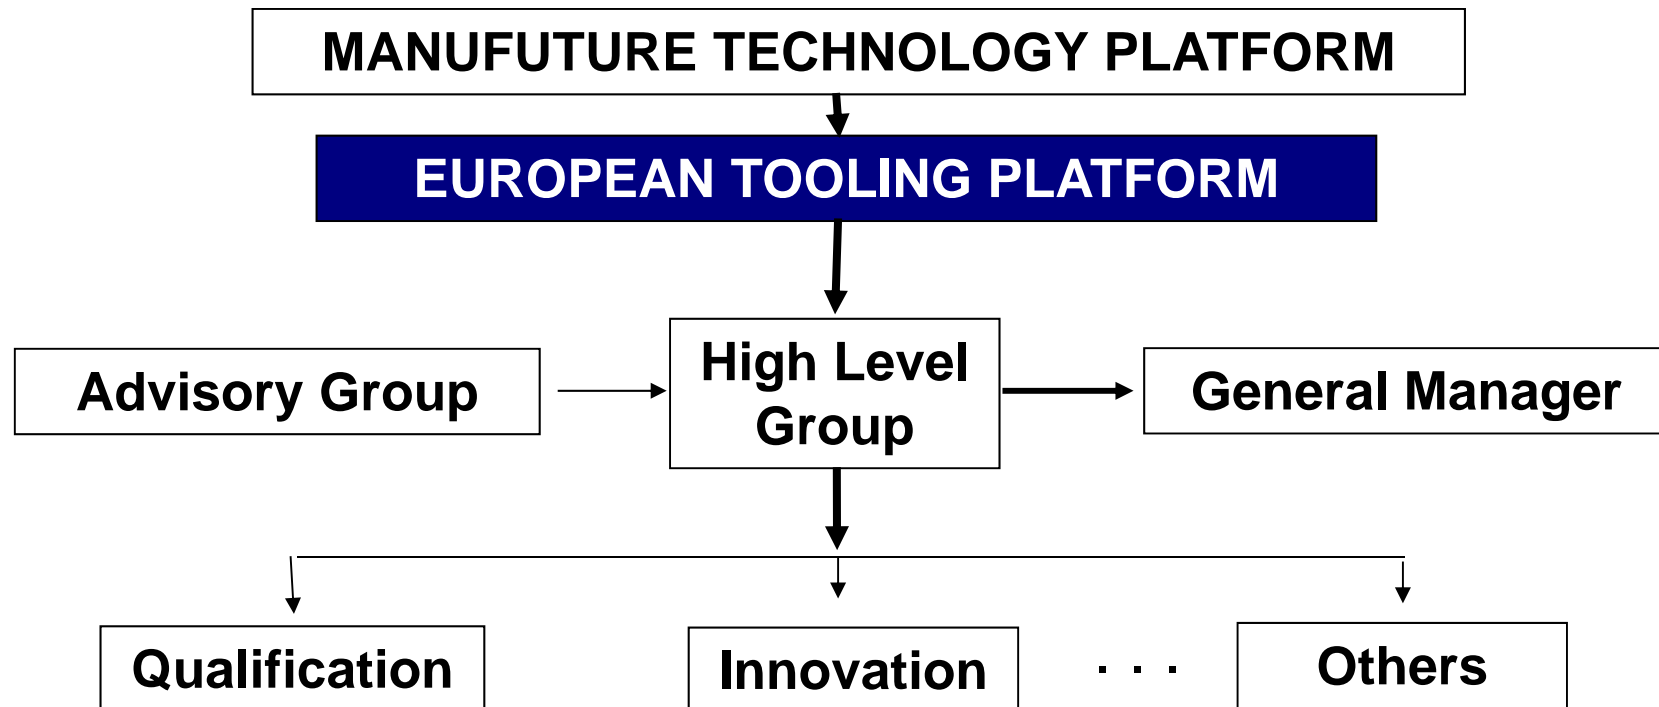 MANUFUTURE TECHNOLOGY PLATFORM
EUROPEAN TOOLING PLATFORM
Advisory Group
High Level
Group
General Manager
Qualification
Innovation
. . .
Others